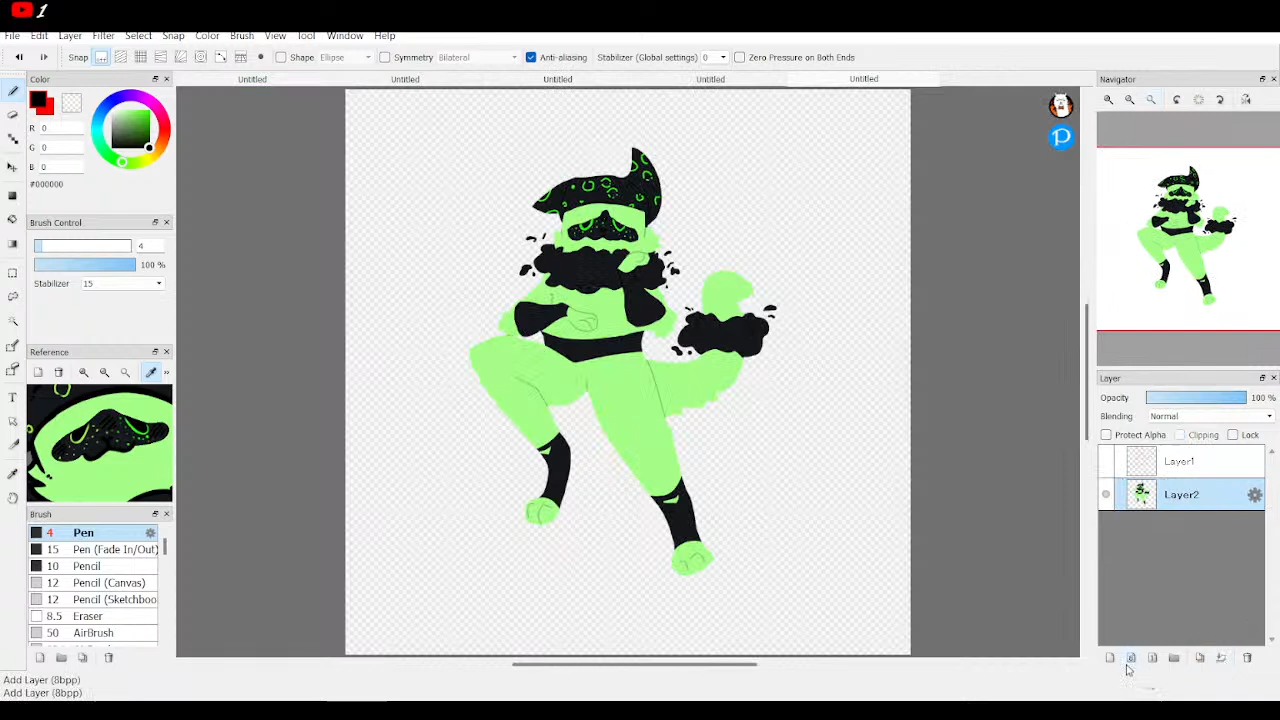 1
File Edit Layer Filter Select Snap Color Brush View Tool Window Help
Snap Shape Ellipse Symmetry Bilateral Anti-aliasing Stabilizer (Global settings) 0 Zero Pressure on Both Ends
Color Untitled Untitled Untitled Untitled Untitled Navigator
R 0
G 0
B 0
#000000
Brush Control
4
100 %
Stabilizer 15
Reference
Layer
Opacity 100 %
Blending Normal
Protect Alpha Clipping Lock
Layer1
Layer2
Brush
4 Pen
15 Pen (Fade In/Out)
10 Pencil
12 Pencil (Canvas)
12 Pencil (Sketchboo
8.5 Eraser
50 AirBrush
Add Layer (8bpp)
Add Layer (8bpp)